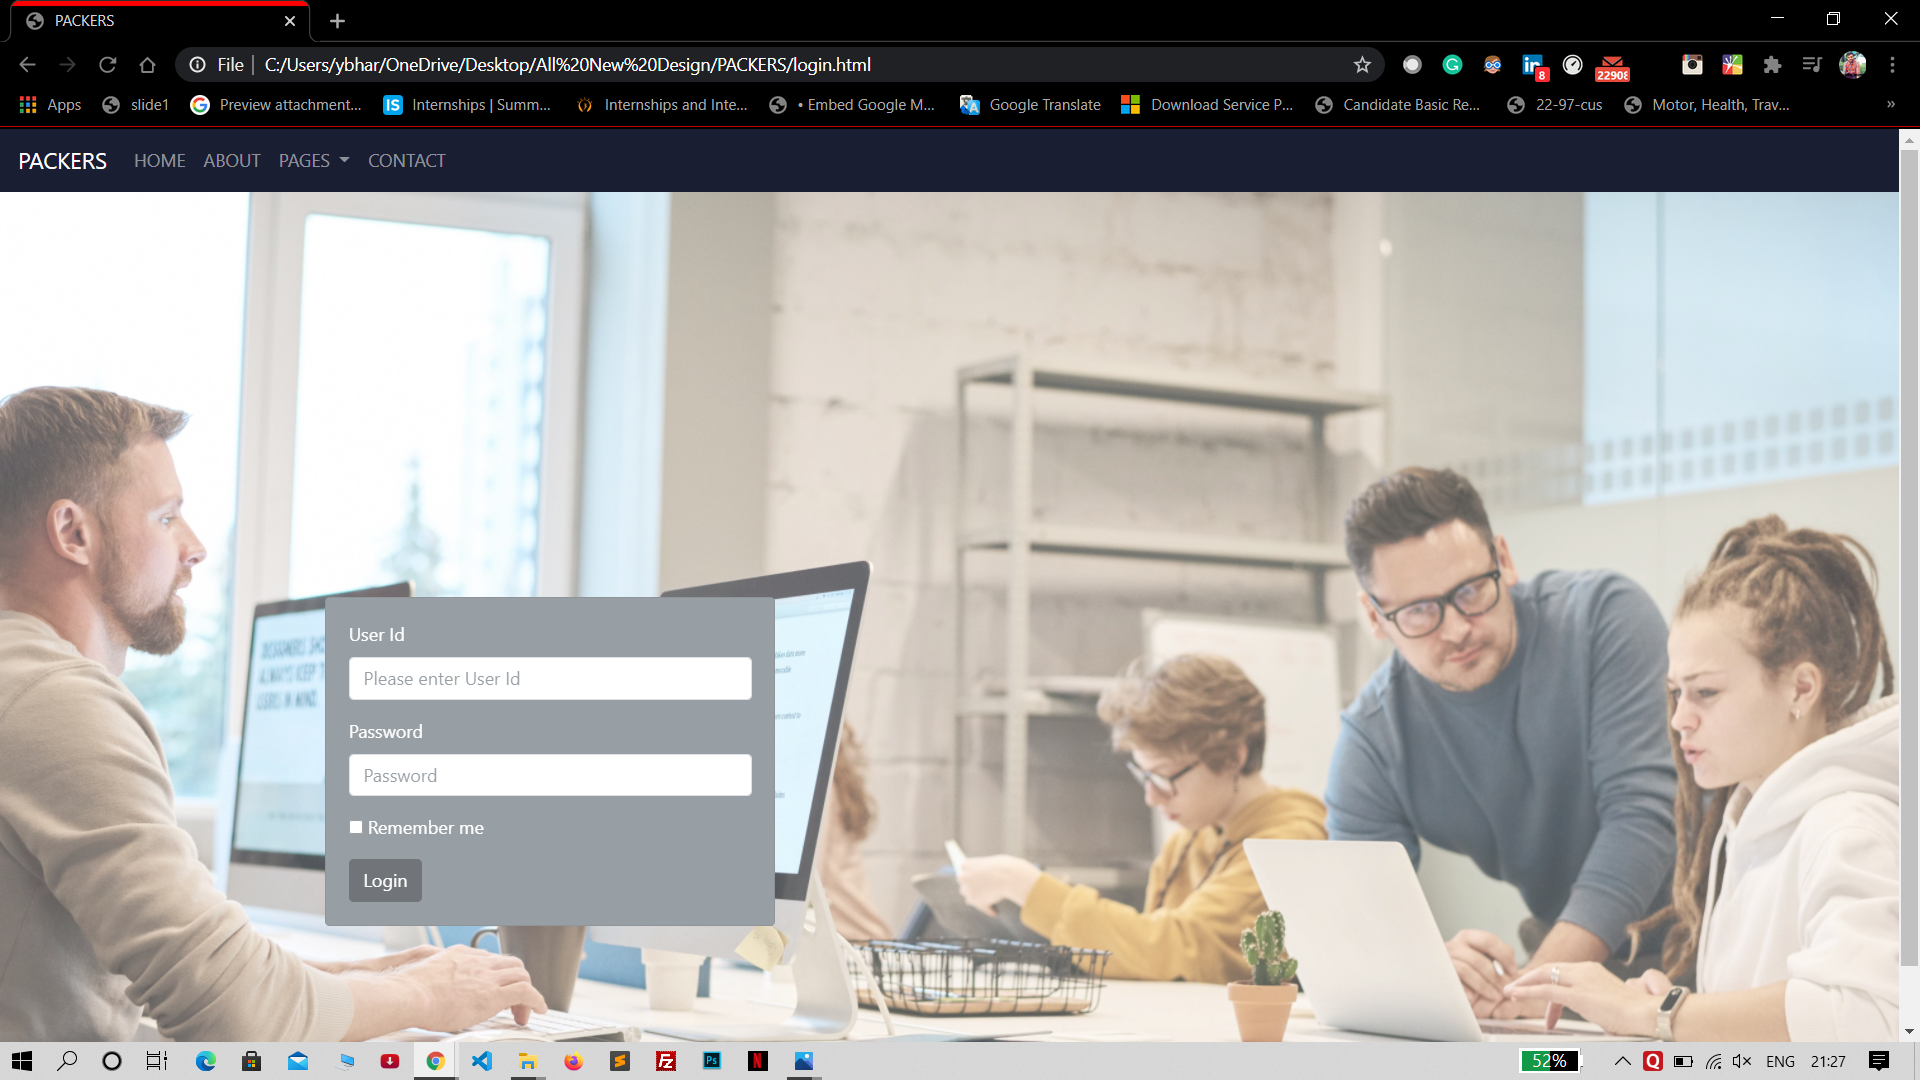 PACKERS
File C:/Users/ybhar/OneDrive/Desktop/All%20New%20Design/PACKERS/login.html
8
22908
Apps slide1 Preview attachment... Internships | Summ... Internships and Inte... • Embed Google M... Google Translate Download Service P... Candidate Basic Re... 22-97-cus Motor, Health, Trav... »
PACKERS HOME ABOUT PAGES CONTACT
User Id
Please enter User Id
Password
Password
Remember me
Login
52% ENG 21:27